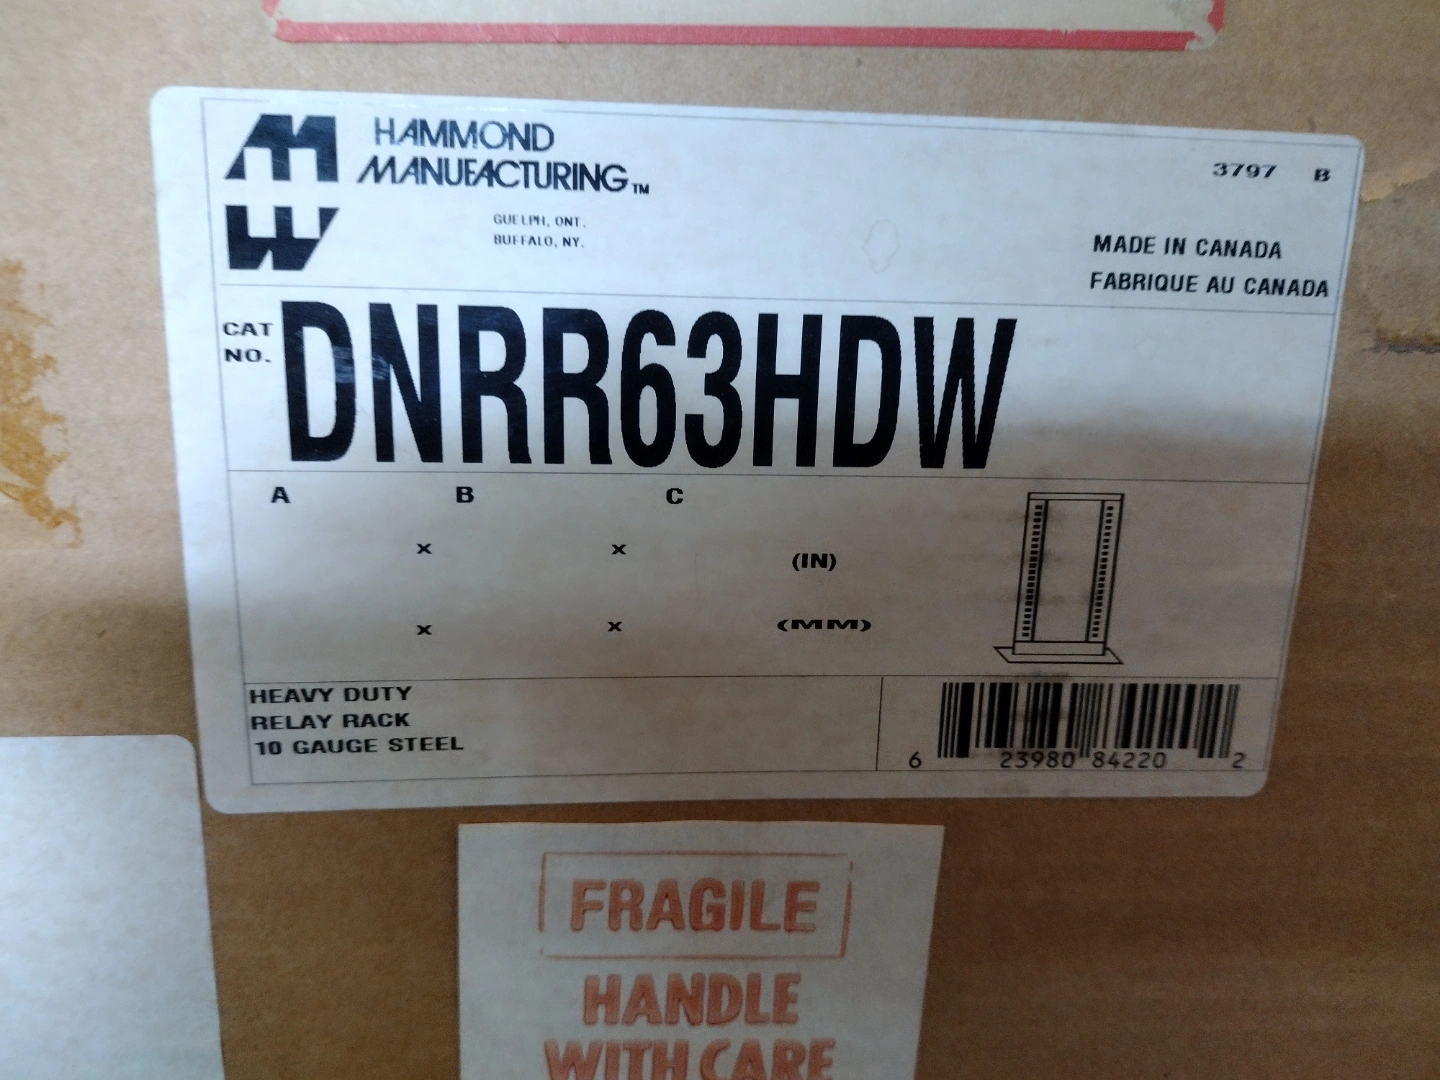 HAMMOND
MANUFACTURING™
GUELPH, ONT.
BUFFALO, NY.
3797 B
MADE IN CANADA
FABRIQUE AU CANADA
CAT
NO.
DNRR63HDW
A B C
x x (IN)
x x (MM)
HEAVY DUTY
RELAY RACK
10 GAUGE STEEL
6 23980 84220 2
FRAGILE
HANDLE
WITH CARE